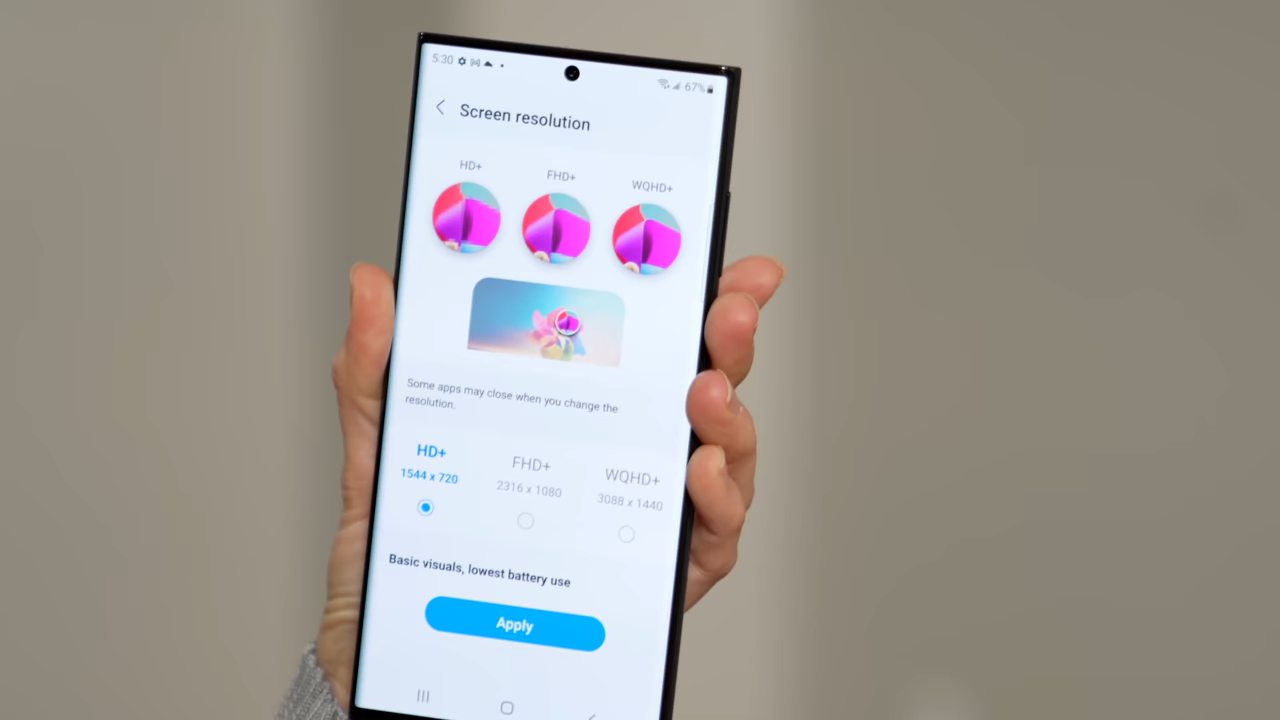 5:30
67%
Screen resolution
HD+
FHD+
WQHD+
Some apps may close when you change the
resolution.
HD+
FHD+
WQHD+
1544 x 720
2316 x 1080
3088 x 1440
Basic visuals, lowest battery use
Apply